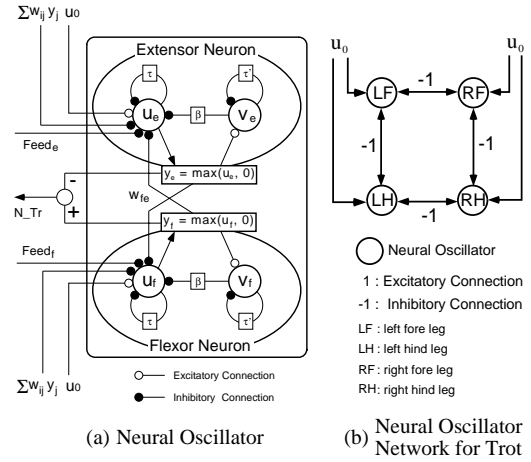 Σw_ij y_j u_0
Extensor Neuron
τ
τ'
u_e
β
v_e
Feed_e
y_e = max(u_e, 0)
-
+
N_Tr
w_fe
y_f = max(u_f, 0)
Feed_f
u_f
β
v_f
τ
τ'
Flexor Neuron
Σw_ij y_j u_0
Excitatory Connection
Inhibitory Connection
(a) Neural Oscillator
u_0
u_0
LF
-1
RF
-1
-1
LH
-1
RH
Neural Oscillator
1 : Excitatory Connection
-1 : Inhibitory Connection
LF : left fore leg
LH : left hind leg
RF : right fore leg
RH : right hind leg
(b) Neural Oscillator
Network for Trot